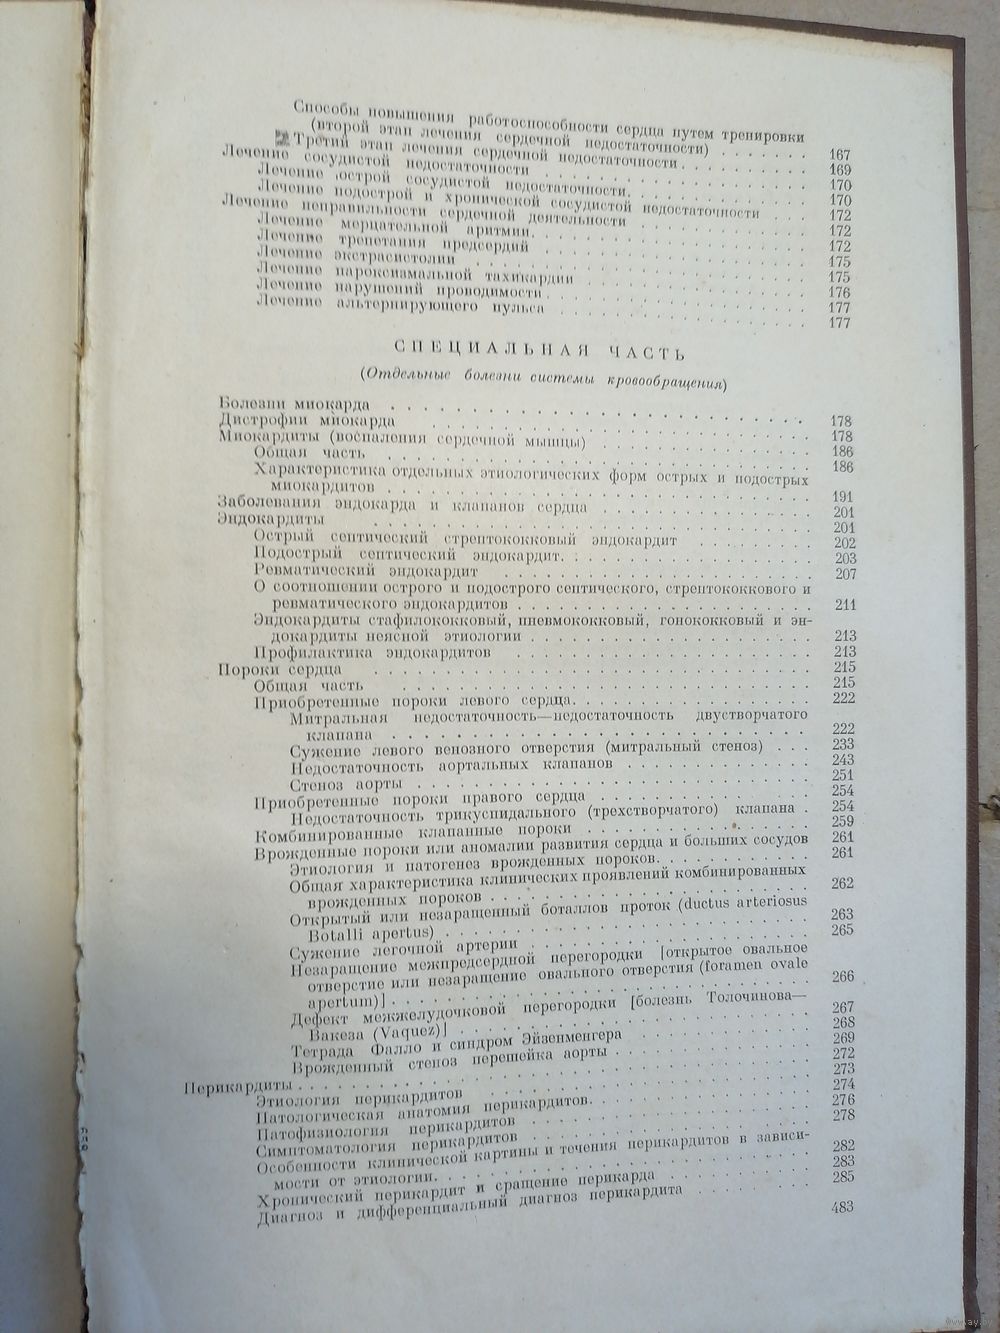 Способы повышения работоспособности сердца путем тренировки
(второй этап лечения сердечной недостаточности) . . . . . . . 167
Третий этап лечения сердечной недостаточности . . . . . . . . 169
Лечение сосудистой недостаточности . . . . . . . . . . . . 170
Лечение острой сосудистой недостаточности. . . . . . . . . . 170
Лечение подострой и хронической сосудистой недостаточности . . . 172
Лечение неправильности сердечной деятельности . . . . . . . . 172
Лечение мерцательной аритмии. . . . . . . . . . . . . . 172
Лечение трепетания предсердий . . . . . . . . . . . . . 175
Лечение экстрасистолии . . . . . . . . . . . . . . . . 175
Лечение пароксизмальной тахикардии . . . . . . . . . . . 176
Лечение нарушений проводимости . . . . . . . . . . . . . 177
Лечение альтернирующего пульса . . . . . . . . . . . . . 177
СПЕЦИАЛЬНАЯ ЧАСТЬ
(Отдельные болезни системы кровообращения)
Болезни миокарда . . . . . . . . . . . . . . . . . . . 178
Дистрофии миокарда . . . . . . . . . . . . . . . . . . 178
Миокардиты (воспаления сердечной мышцы) . . . . . . . . . . 186
Общая часть . . . . . . . . . . . . . . . . . . . . 186
Характеристика отдельных этиологических форм острых и подострых
миокардитов . . . . . . . . . . . . . . . . . . . 191
Заболевания эндокарда и клапанов сердца . . . . . . . . . . 201
Эндокардиты . . . . . . . . . . . . . . . . . . . . . 201
Острый септический стрептококковый эндокардит . . . . . . . 202
Подострый септический эндокардит. . . . . . . . . . . . . 203
Ревматический эндокардит . . . . . . . . . . . . . . . 207
О соотношении острого и подострого септического, стрептококкового и
ревматического эндокардитов . . . . . . . . . . . . . . 211
Эндокардиты стафилококковый, пневмококковый, гонококковый и эн-
докардиты неясной этиологии . . . . . . . . . . . . . . 213
Профилактика эндокардитов . . . . . . . . . . . . . . . 213
Пороки сердца . . . . . . . . . . . . . . . . . . . . 215
Общая часть . . . . . . . . . . . . . . . . . . . . 215
Приобретенные пороки левого сердца. . . . . . . . . . . . 222
Митральная недостаточность—недостаточность двустворчатого
клапана . . . . . . . . . . . . . . . . . . . . . 222
Сужение левого венозного отверстия (митральный стеноз) . . . 233
Недостаточность аортальных клапанов . . . . . . . . . . . 243
Стеноз аорты . . . . . . . . . . . . . . . . . . . . 251
Приобретенные пороки правого сердца . . . . . . . . . . . 254
Недостаточность трикуспидального (трехстворчатого) клапана . 254
Комбинированные клапанные пороки . . . . . . . . . . . . 259
Врожденные пороки или аномалии развития сердца и больших сосудов 261
Этиология и патогенез врожденных пороков. . . . . . . . . . 261
Общая характеристика клинических проявлений комбинированных
врожденных пороков . . . . . . . . . . . . . . . . . 262
Открытый или незаращенный боталлов проток (ductus arteriosus
Botalli apertus) . . . . . . . . . . . . . . . . . . 263
Сужение легочной артерии . . . . . . . . . . . . . . . 265
Незаращение межпредсердной перегородки [открытое овальное
отверстие или незаращение овального отверстия (foramen ovale
apertum)] . . . . . . . . . . . . . . . . . . . . . 266
Дефект межжелудочковой перегородки [болезнь Толочинова—
Вакеза (Vaquez)] . . . . . . . . . . . . . . . . . . 267
Тетрада Фалло и синдром Эйзенменгера . . . . . . . . . . . 268
Врожденный стеноз перешейка аорты . . . . . . . . . . . . 269
Перикардиты . . . . . . . . . . . . . . . . . . . . . 272
Этиология перикардитов . . . . . . . . . . . . . . . . 273
Патологическая анатомия перикардитов. . . . . . . . . . . 274
Патофизиология перикардитов . . . . . . . . . . . . . . 276
Симптоматология перикардитов . . . . . . . . . . . . . . 278
Особенности клинической картины и течения перикардитов в зависи-
мости от этиологии. . . . . . . . . . . . . . . . . . 282
Хронический перикардит и сращение перикарда . . . . . . . . 283
Диагноз и дифференциальный диагноз перикардита . . . . . . . 285
483
www.ay.by